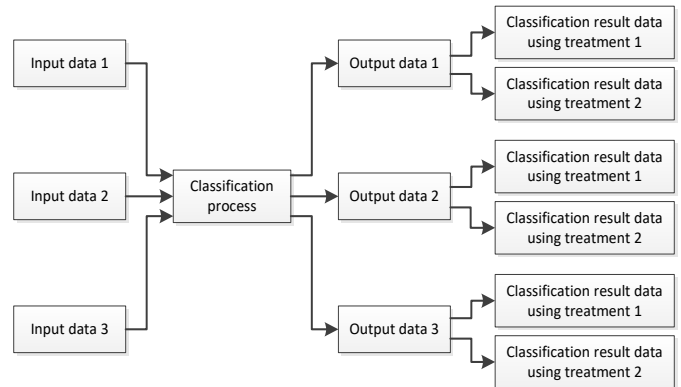 Input data 1
Input data 2
Input data 3
Classification
process
Output data 1
Output data 2
Output data 3
Classification result data
using treatment 1
Classification result data
using treatment 2
Classification result data
using treatment 1
Classification result data
using treatment 2
Classification result data
using treatment 1
Classification result data
using treatment 2